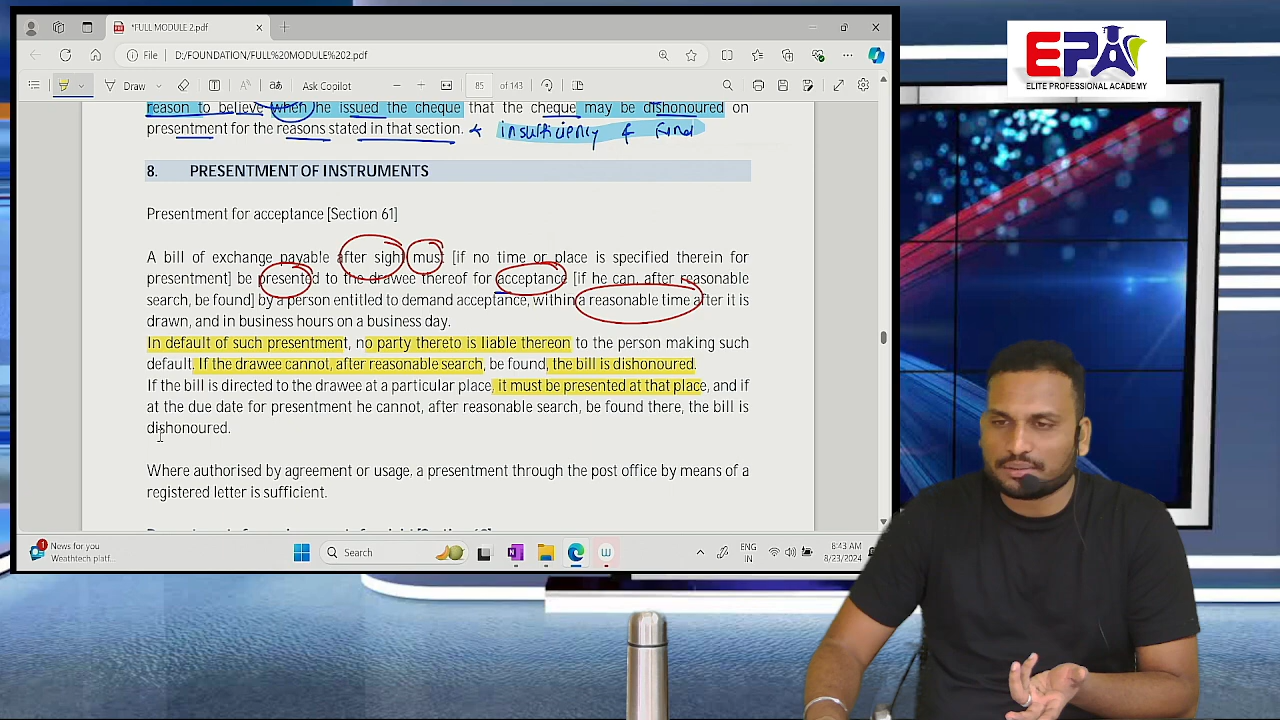 *FULL MODULE 2.pdf
File
D:/FOUNDATION/FULL%20MODULE
Draw
Ask Copilot
85 of 143
reason to believe when he issued the cheque that the cheque may be dishonoured on
presentment for the reasons stated in that section.
insufficiency
8. PRESENTMENT OF INSTRUMENTS
Presentment for acceptance [Section 61]
A bill of exchange payable after sight must [if no time or place is specified therein for
presentment] be presented to the drawee thereof for acceptance [if he can, after reasonable
search, be found] by a person entitled to demand acceptance, within a reasonable time after it is
drawn, and in business hours on a business day.
In default of such presentment, no party thereto is liable thereon to the person making such
default. If the drawee cannot, after reasonable search, be found, the bill is dishonoured.
If the bill is directed to the drawee at a particular place, it must be presented at that place, and if
at the due date for presentment he cannot, after reasonable search, be found there, the bill is
dishonoured.
Where authorised by agreement or usage, a presentment through the post office by means of a
registered letter is sufficient.
News for you
Wealthtech platf...
1
Search
ENG
IN
8:43 AM
8/23/2024
EPA
ELITE PROFESSIONAL ACADEMY